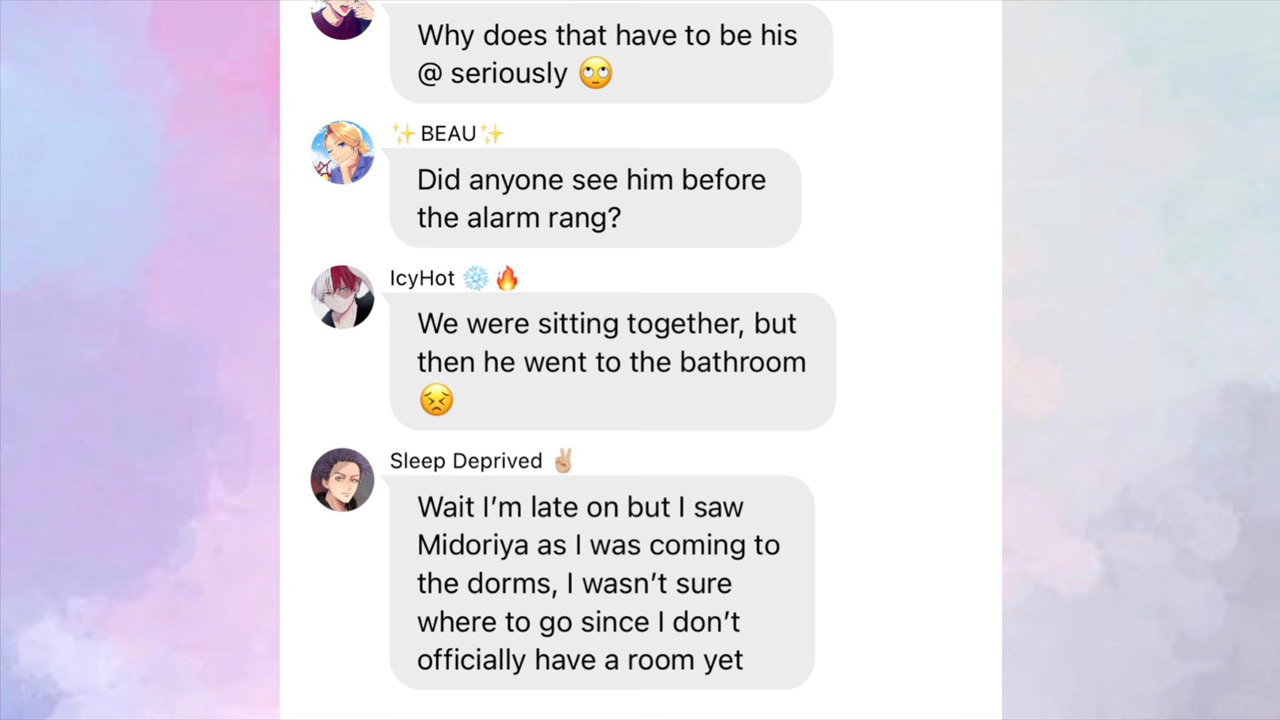 Why does that have to be his
@ seriously 🙄
✨BEAU✨
Did anyone see him before
the alarm rang?
IcyHot ❄️🔥
We were sitting together, but
then he went to the bathroom
😣
Sleep Deprived ✌🏼
Wait I’m late on but I saw
Midoriya as I was coming to
the dorms, I wasn’t sure
where to go since I don’t
officially have a room yet